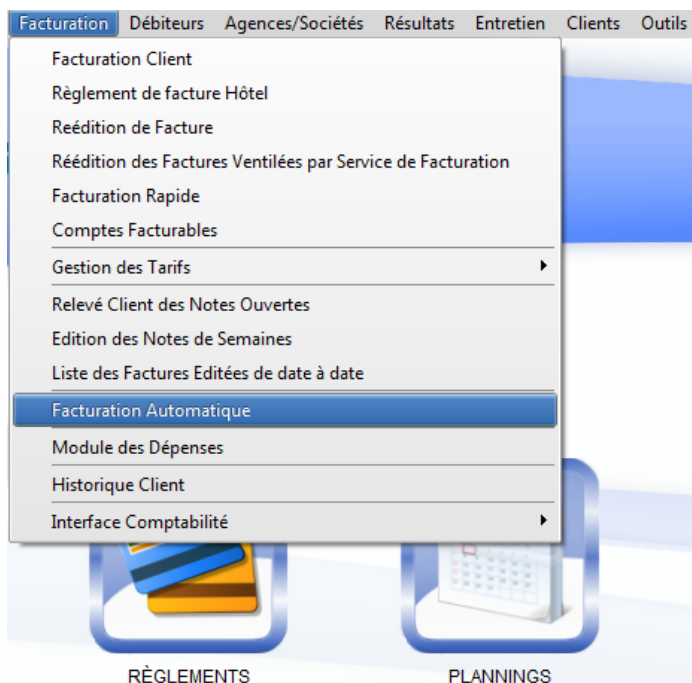 Facturation Débiteurs Agences/Sociétés Résultats Entretien Clients Outils
Facturation Client
Règlement de facture Hôtel
Reédition de Facture
Réédition des Factures Ventilées par Service de Facturation
Facturation Rapide
Comptes Facturables
Gestion des Tarifs
Relevé Client des Notes Ouvertes
Edition des Notes de Semaines
Liste des Factures Editées de date à date
Facturation Automatique
Module des Dépenses
Historique Client
Interface Comptabilité
RÈGLEMENTS PLANNINGS